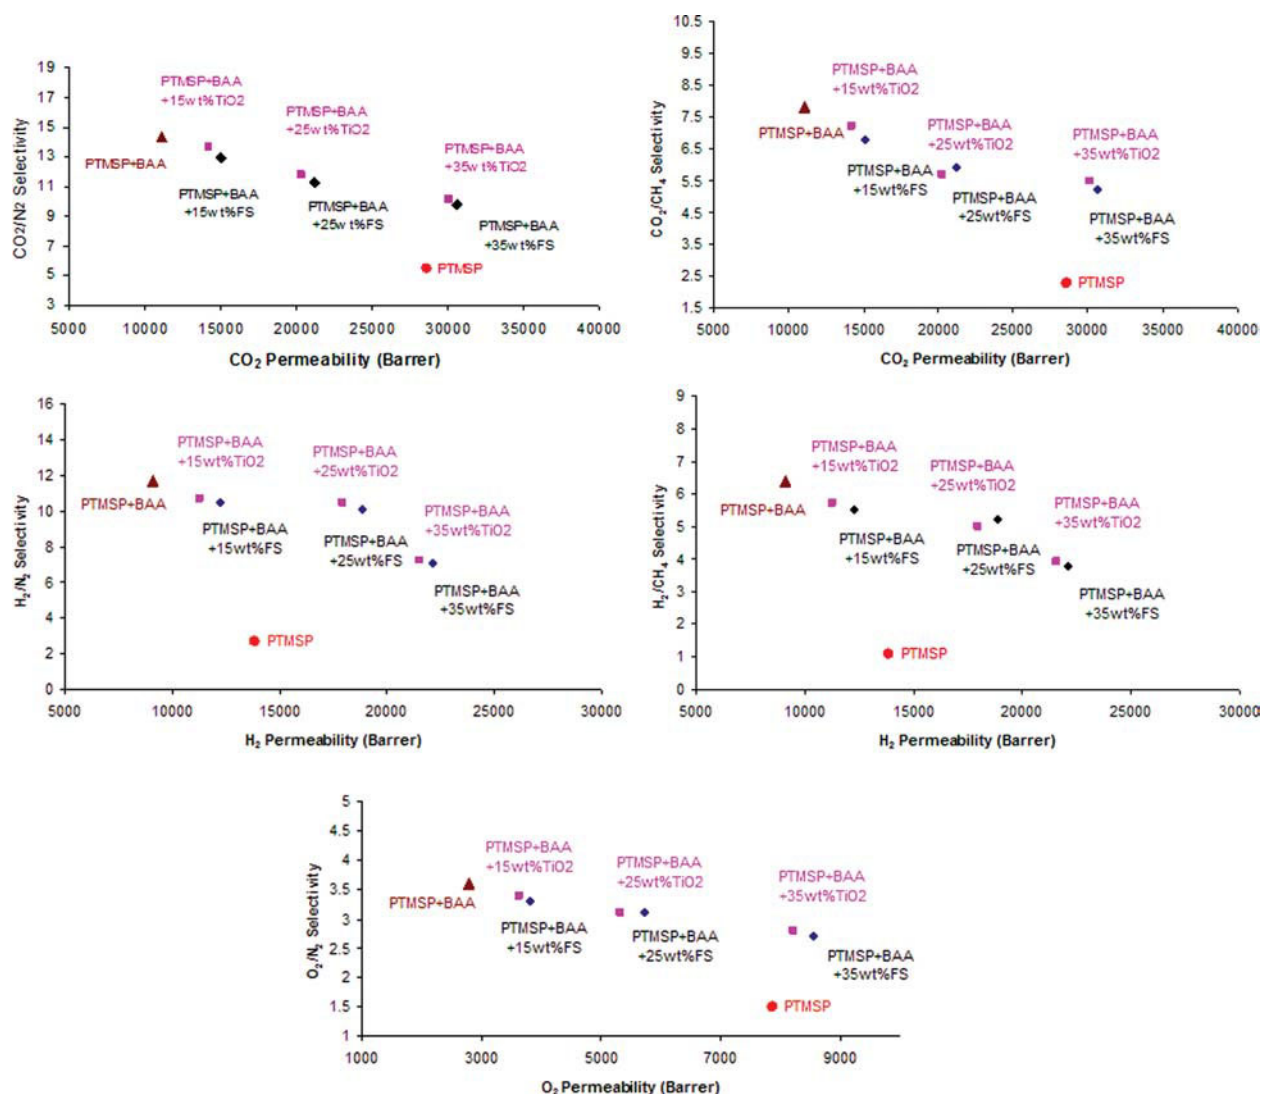 19
17
15
13
11
9
7
5
3
CO2/N2 Selectivity
PTMSP+BAA
+15wt%TiO2
PTMSP+BAA
+25wt%TiO2
PTMSP+BAA
+35wt%TiO2
PTMSP+BAA
PTMSP+BAA
+15wt%FS
PTMSP+BAA
+25wt%FS
PTMSP+BAA
+35wt%FS
PTMSP
5000 10000 15000 20000 25000 30000 35000 40000
CO₂ Permeability (Barrer)
10.5
9.5
8.5
7.5
6.5
5.5
4.5
3.5
2.5
1.5
CO₂/CH₄ Selectivity
PTMSP+BAA
+15wt%TiO2
PTMSP+BAA
PTMSP+BAA
+25wt%TiO2
PTMSP+BAA
+35wt%TiO2
PTMSP+BAA
+15wt%FS
PTMSP+BAA
+25wt%FS
PTMSP+BAA
+35wt%FS
PTMSP
5000 10000 15000 20000 25000 30000 35000 40000
CO₂ Permeability (Barrer)
16
14
12
10
8
6
4
2
0
H₂/N₂ Selectivity
PTMSP+BAA
+15wt%TiO2
PTMSP+BAA
+25wt%TiO2
PTMSP+BAA
PTMSP+BAA
+35wt%TiO2
PTMSP+BAA
+15wt%FS
PTMSP+BAA
+25wt%FS
PTMSP+BAA
+35wt%FS
PTMSP
5000 10000 15000 20000 25000 30000
H₂ Permeability (Barrer)
9
8
7
6
5
4
3
2
1
0
H₂/CH₄ Selectivity
PTMSP+BAA
+15wt%TiO2
PTMSP+BAA
+25wt%TiO2
PTMSP+BAA
PTMSP+BAA
+35wt%TiO2
PTMSP+BAA
+15wt%FS
PTMSP+BAA
+25wt%FS
PTMSP+BAA
+35wt%FS
PTMSP
5000 10000 15000 20000 25000 30000
H₂ Permeability (Barrer)
5
4.5
4
3.5
3
2.5
2
1.5
1
O₂/N₂ Selectivity
PTMSP+BAA
+15wt%TiO2
PTMSP+BAA
+25wt%TiO2
PTMSP+BAA
+35wt%TiO2
PTMSP+BAA
PTMSP+BAA
+15wt%FS
PTMSP+BAA
+25wt%FS
PTMSP+BAA
+35wt%FS
PTMSP
1000 3000 5000 7000 9000
O₂ Permeability (Barrer)